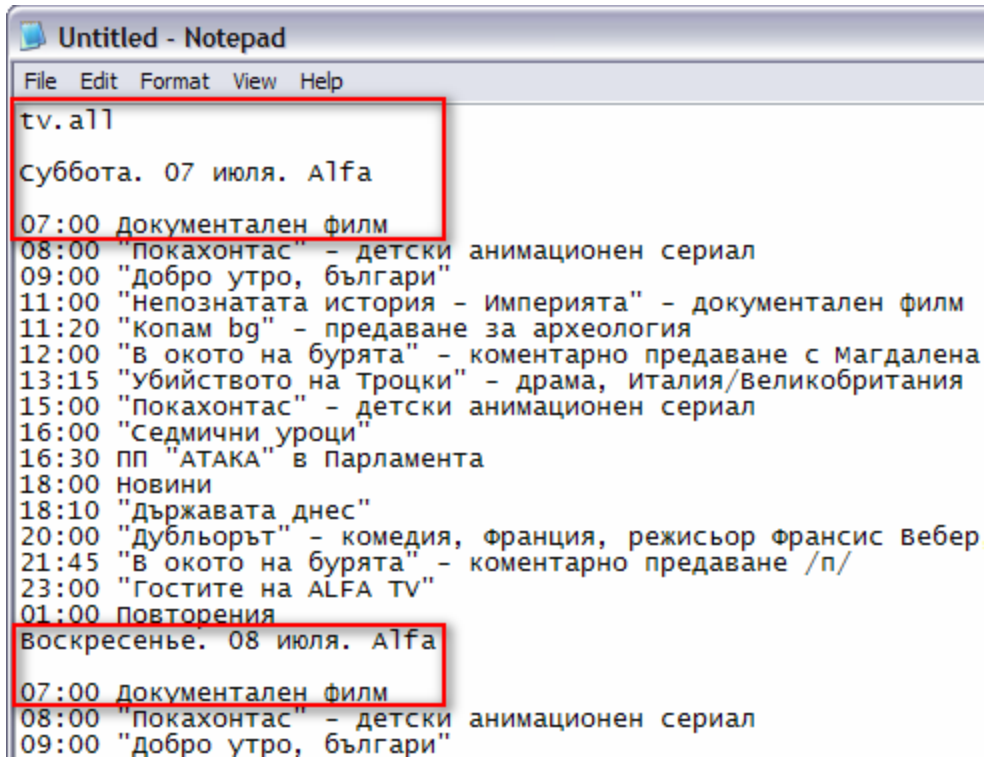 Untitled - Notepad
File Edit Format View Help
tv.all
Суббота. 07 июля. Alfa
07:00 Документален филм
08:00 "Покахонтас" - детски анимационен сериал
09:00 "Добро утро, българи"
11:00 "Непознатата история - Империята" - документален филм
11:20 "Копам bg" - предаване за археология
12:00 "В окото на бурята" - коментарно предаване с Магдалена
13:15 "Убийството на Троцки" - драма, Италия/Великобритания
15:00 "Покахонтас" - детски анимационен сериал
16:00 "Седмични уроци"
16:30 ПП "АТАКА" в Парламента
18:00 Новини
18:10 "Държавата днес"
20:00 "Дубльорът" - комедия, Франция, режисьор Франсис Вебер
21:45 "В окото на бурята" - коментарно предаване /п/
23:00 "Гостите на ALFA TV"
01:00 Повторения
Воскресенье. 08 июля. Alfa
07:00 Документален филм
08:00 "Покахонтас" - детски анимационен сериал
09:00 "Добро утро, българи"